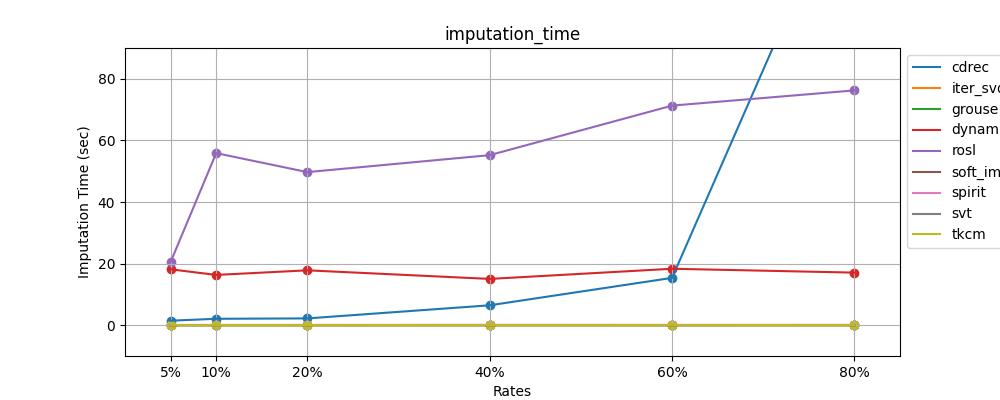 imputation_time
Imputation Time (sec)
80
60
40
20
0
5% 10% 20% 40% 60% 80%
Rates
cdrec
iter_svd
grouse
dynam
rosl
soft_im
spirit
svt
tkcm